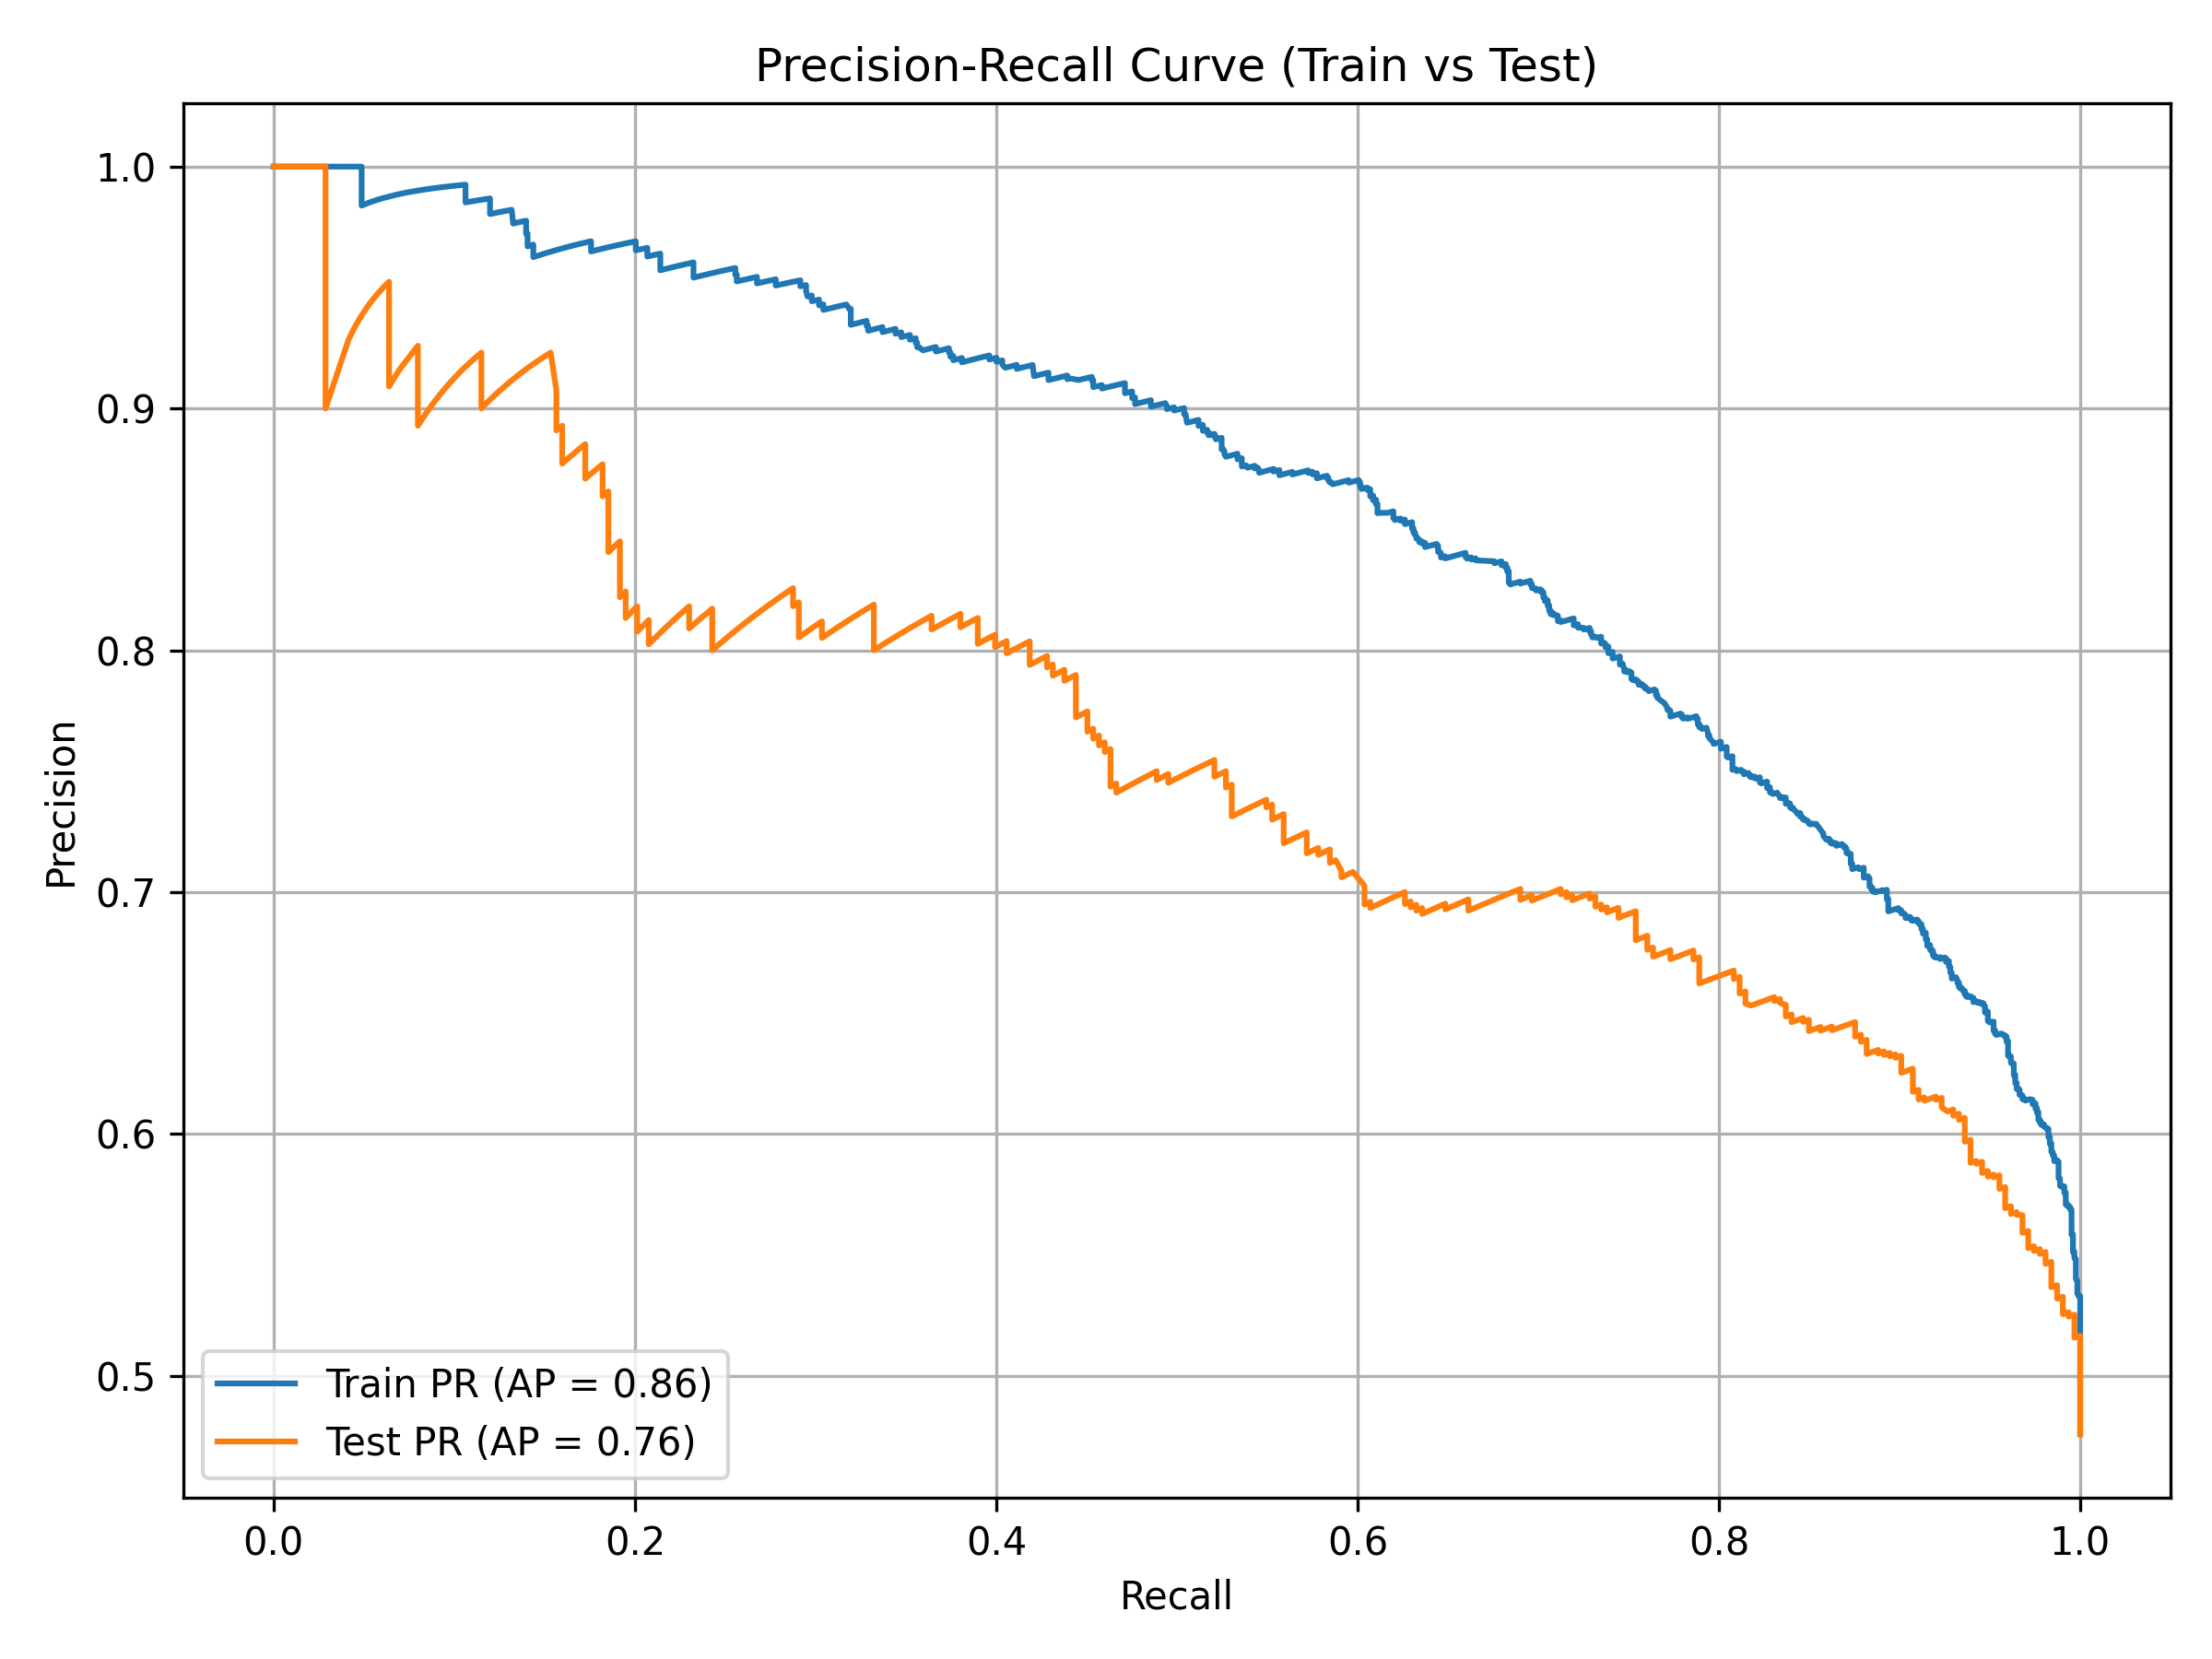 Precision-Recall Curve (Train vs Test)
1.0
0.9
0.8
0.7
0.6
0.5
Precision
Train PR (AP = 0.86)
Test PR (AP = 0.76)
0.0 0.2 0.4 0.6 0.8 1.0
Recall